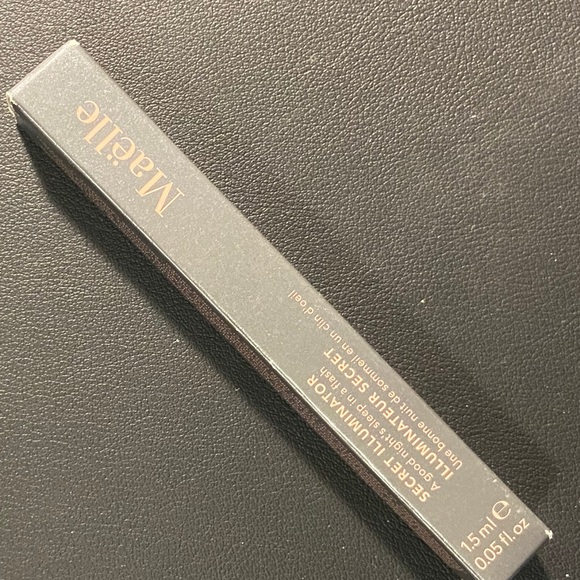 Maëlle
SECRET ILLUMINATOR
A good night's sleep in a flash
ILLUMINATEUR SECRET
Une bonne nuit de sommeil en un clin d'oeil
1.5 ml ℮
0.05 fl.oz